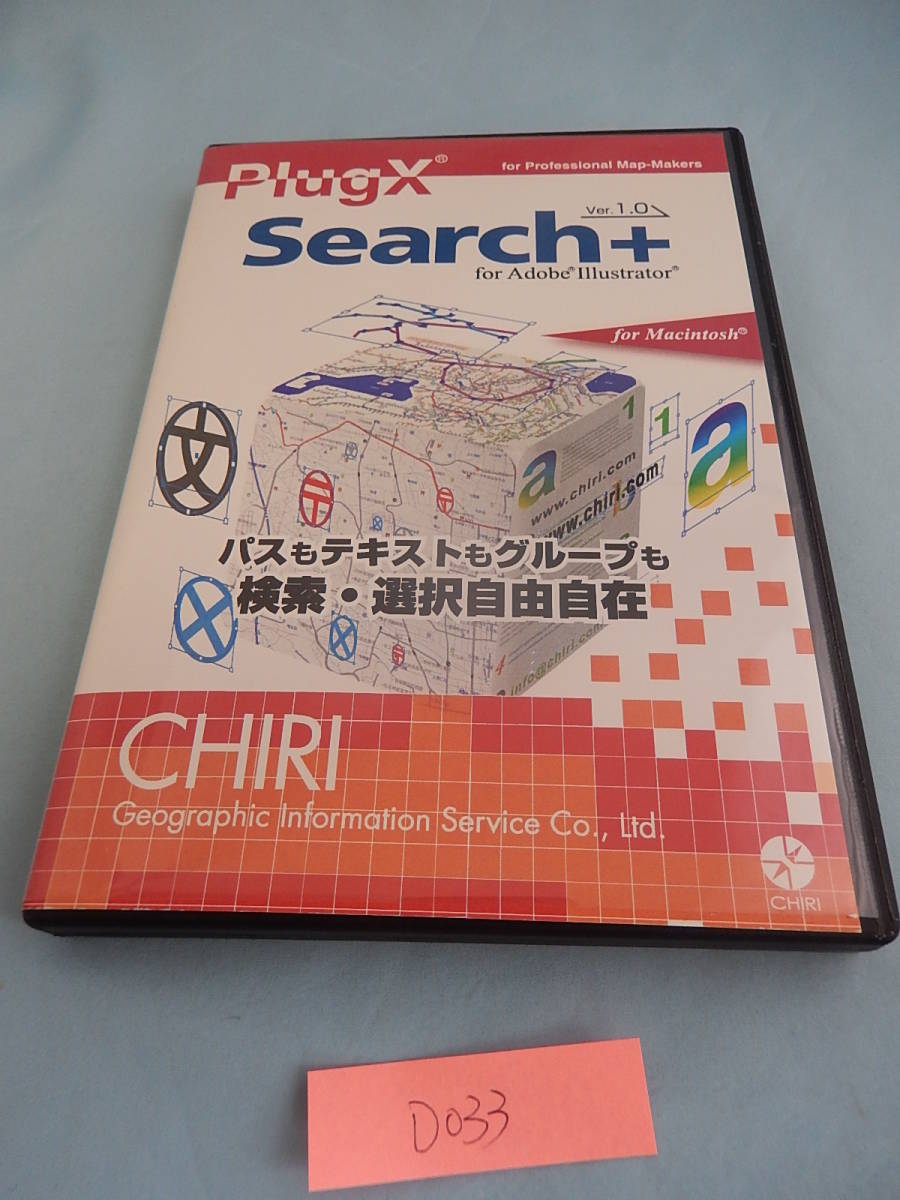 PlugX®
for Professional Map-Makers
Ver. 1.0
Search+
for Adobe® Illustrator®
for Macintosh®
文
〒
1
a
1
a
www.chiri.com
www.chiri.com
パスもテキストもグループも
検索・選択自由自在
4
info@chiri.com
CHIRI
Geographic Information Service Co., Ltd.
CHIRI
D033